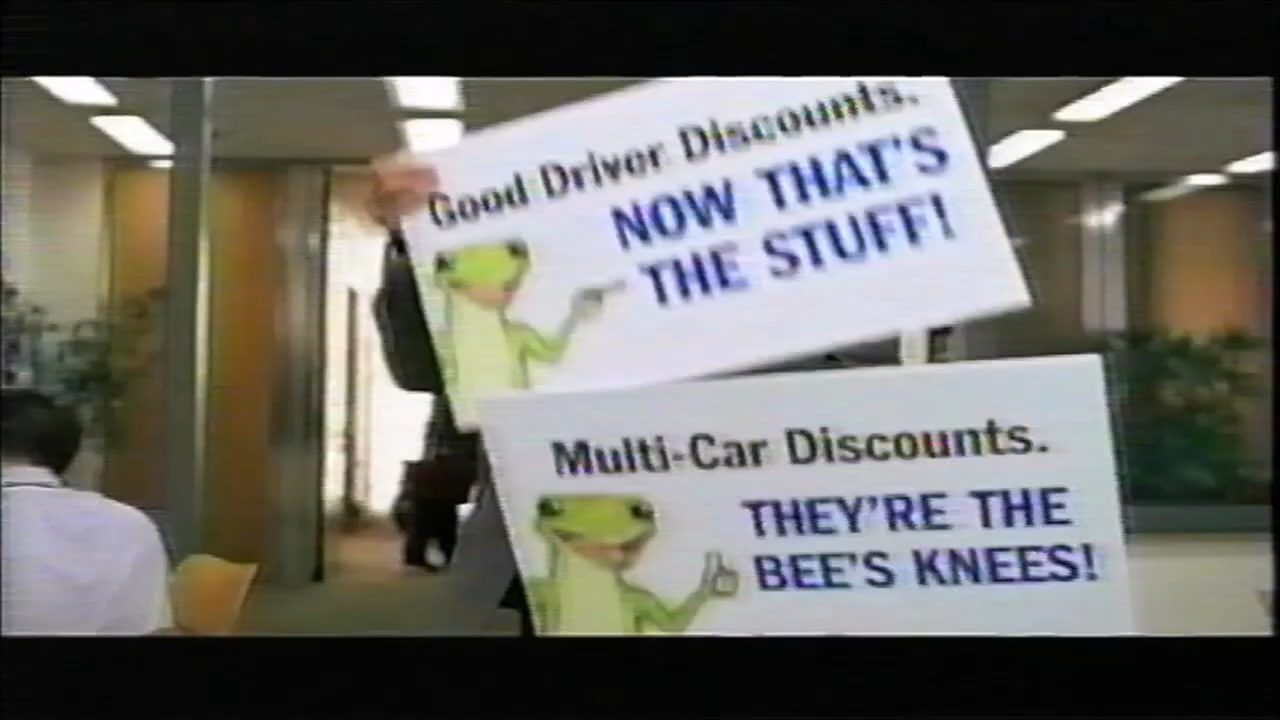 Good Driver Discounts.
NOW THAT'S
THE STUFF!
Multi-Car Discounts.
THEY'RE THE
BEE'S KNEES!